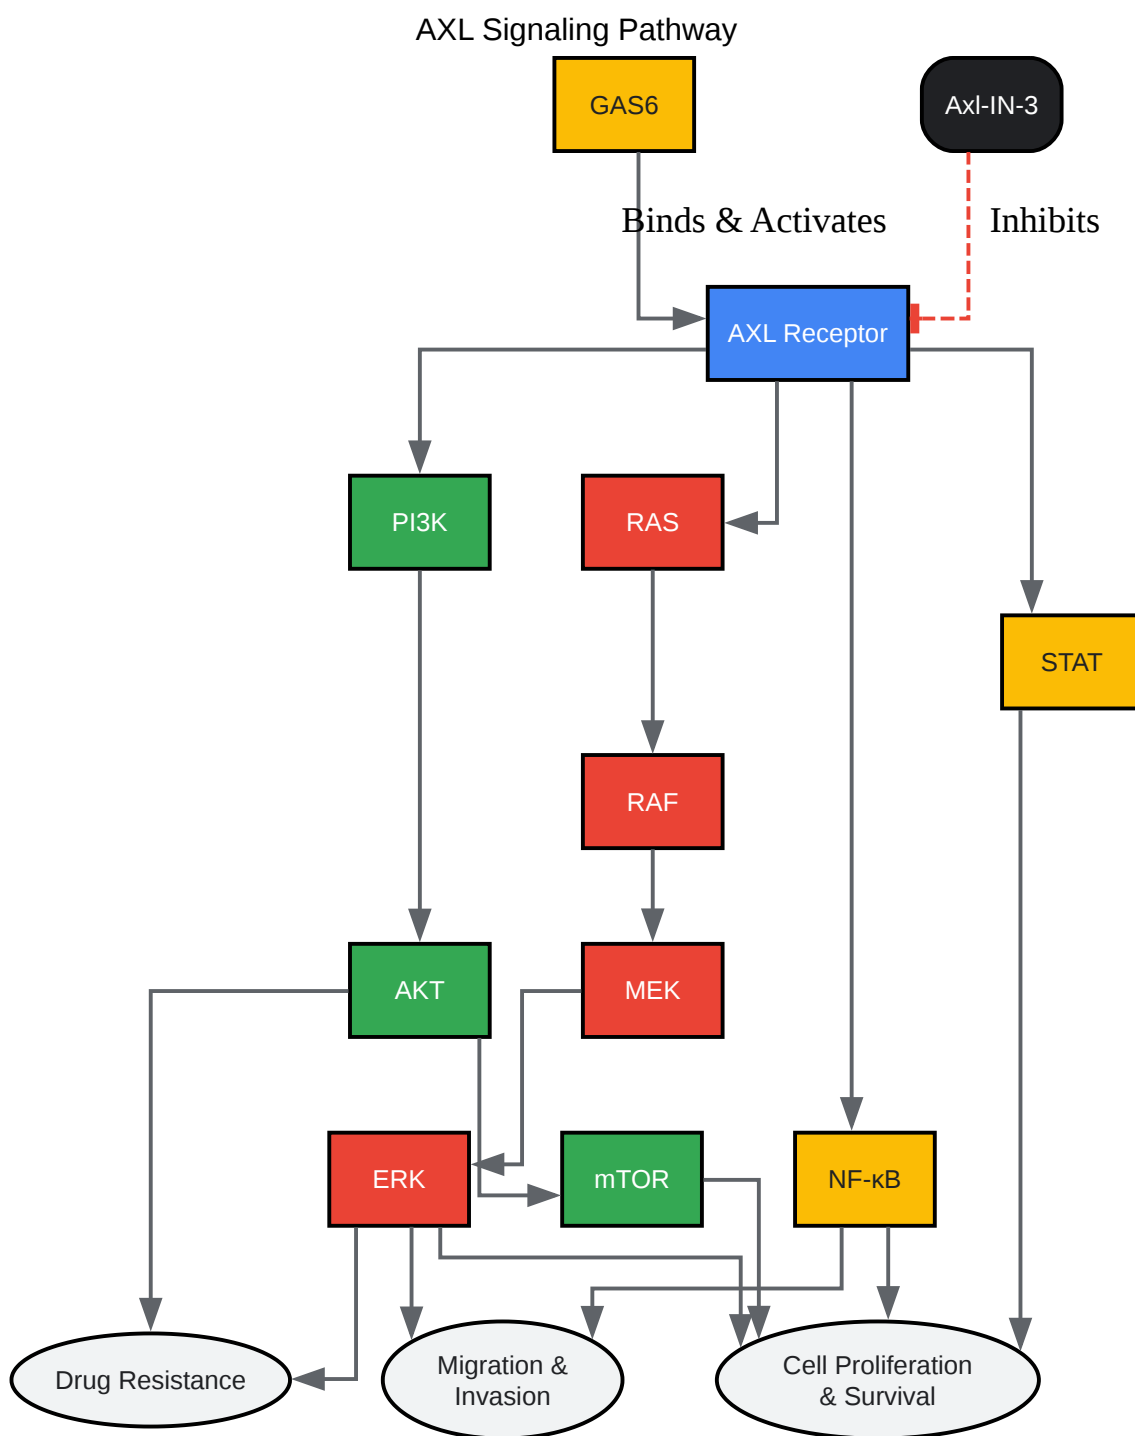 AXL Signaling Pathway
GAS6
Axl-IN-3
Binds & Activates
Inhibits
AXL Receptor
PI3K
RAS
STAT
RAF
AKT
MEK
ERK
mTOR
NF-κB
Drug Resistance
Migration &
Invasion
Cell Proliferation
& Survival